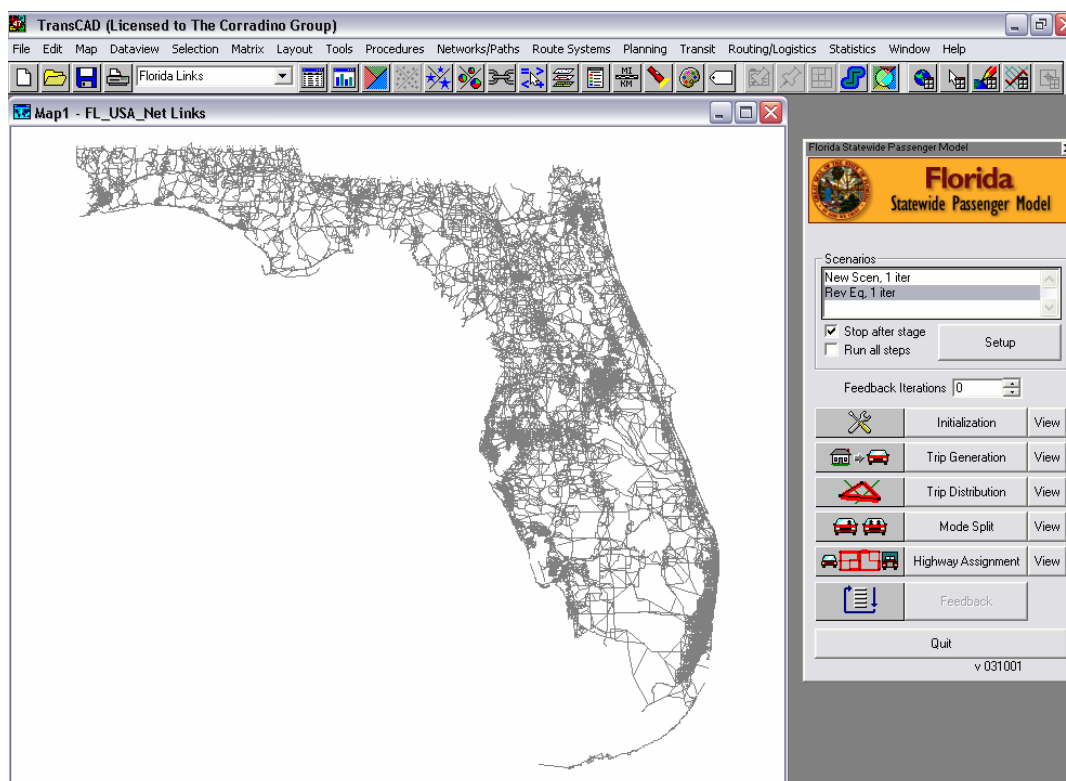 TransCAD (Licensed to The Corradino Group)
File Edit Map Dataview Selection Matrix Layout Tools Procedures Networks/Paths Route Systems Planning Transit Routing/Logistics Statistics Window Help
Florida Links
MI
KM
Map1 - FL_USA_Net Links
Florida Statewide Passenger Model
Florida
Statewide Passenger Model
Scenarios
New Scen, 1 iter
Rev Eq, 1 iter
Stop after stage
Run all steps
Setup
Feedback Iterations 0
Initialization View
Trip Generation View
Trip Distribution View
Mode Split View
Highway Assignment View
Feedback
Quit
v 031001